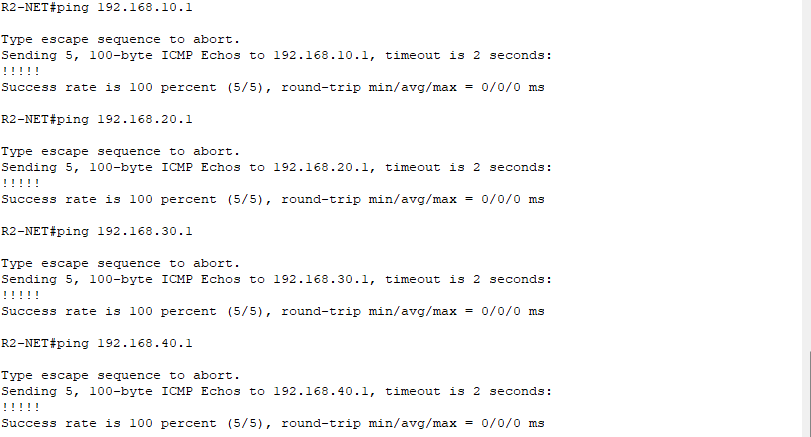 R2-NET#ping 192.168.10.1
Type escape sequence to abort.
Sending 5, 100-byte ICMP Echos to 192.168.10.1, timeout is 2 seconds:
!!!!!
Success rate is 100 percent (5/5), round-trip min/avg/max = 0/0/0 ms
R2-NET#ping 192.168.20.1
Type escape sequence to abort.
Sending 5, 100-byte ICMP Echos to 192.168.20.1, timeout is 2 seconds:
!!!!!
Success rate is 100 percent (5/5), round-trip min/avg/max = 0/0/0 ms
R2-NET#ping 192.168.30.1
Type escape sequence to abort.
Sending 5, 100-byte ICMP Echos to 192.168.30.1, timeout is 2 seconds:
!!!!!
Success rate is 100 percent (5/5), round-trip min/avg/max = 0/0/0 ms
R2-NET#ping 192.168.40.1
Type escape sequence to abort.
Sending 5, 100-byte ICMP Echos to 192.168.40.1, timeout is 2 seconds:
!!!!!
Success rate is 100 percent (5/5), round-trip min/avg/max = 0/0/0 ms